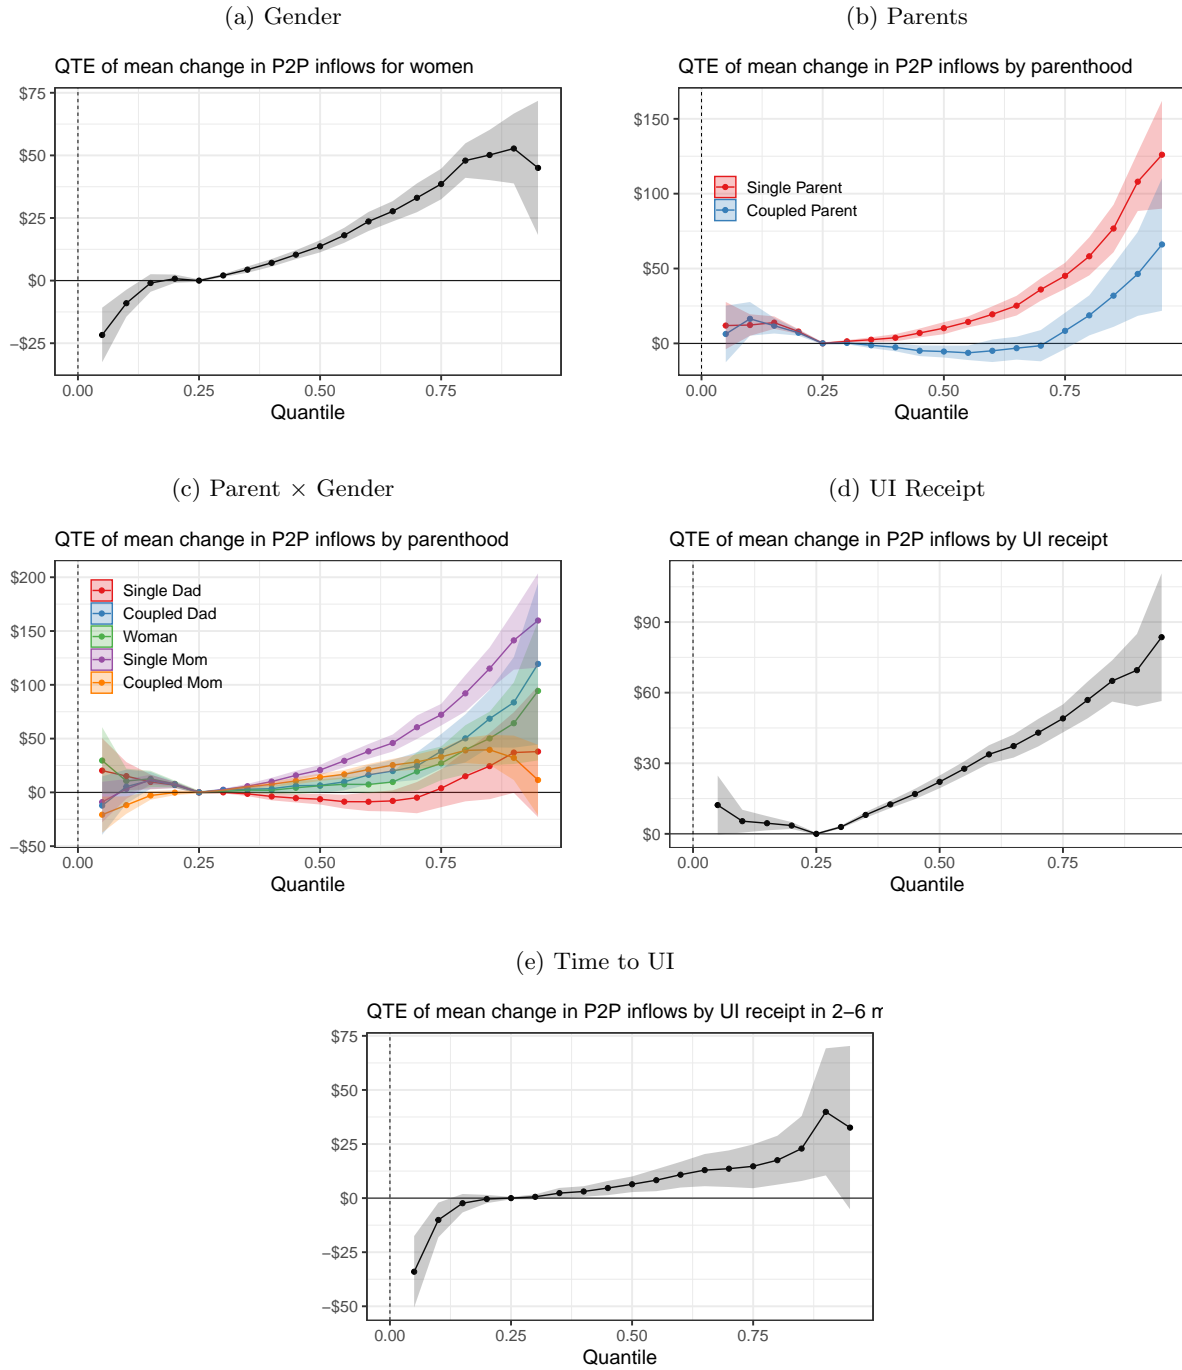 (a) Gender
QTE of mean change in P2P inflows for women
$75
$50
$25
$0
−$25
0.00 0.25 0.50 0.75
Quantile
(b) Parents
QTE of mean change in P2P inflows by parenthood
$150
$100
$50
$0
Single Parent
Coupled Parent
0.00 0.25 0.50 0.75
Quantile
(c) Parent × Gender
QTE of mean change in P2P inflows by parenthood
$200
$150
$100
$50
$0
−$50
Single Dad
Coupled Dad
Woman
Single Mom
Coupled Mom
0.00 0.25 0.50 0.75
Quantile
(d) UI Receipt
QTE of mean change in P2P inflows by UI receipt
$90
$60
$30
$0
0.00 0.25 0.50 0.75
Quantile
(e) Time to UI
QTE of mean change in P2P inflows by UI receipt in 2−6 m
$75
$50
$25
$0
−$25
−$50
0.00 0.25 0.50 0.75
Quantile